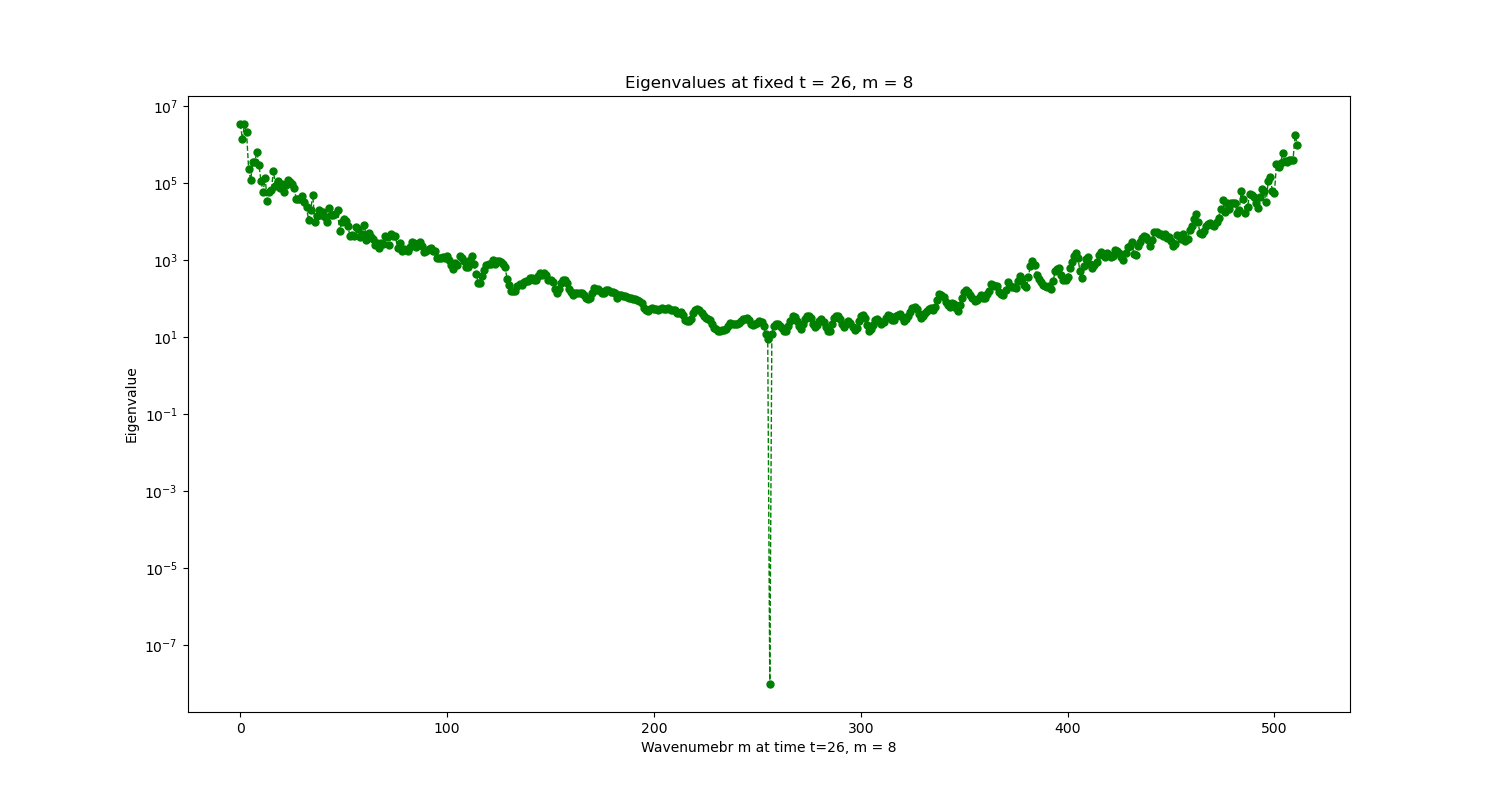 Eigenvalues at fixed t = 26, m = 8
10^7
10^5
10^3
10^1
10^-1
10^-3
10^-5
10^-7
Eigenvalue
0 100 200 300 400 500
Wavenumebr m at time t=26, m = 8